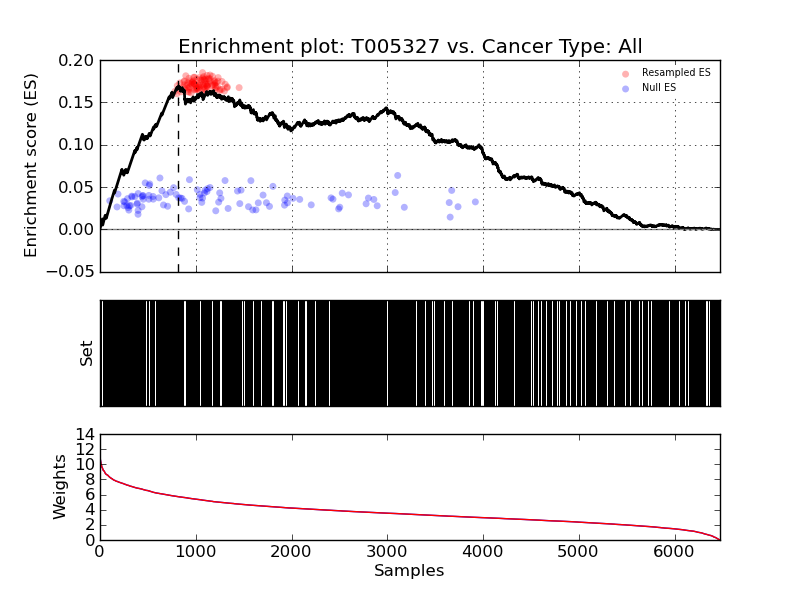 Enrichment plot: T005327 vs. Cancer Type: All
0.20
0.15
0.10
0.05
0.00
−0.05
Enrichment score (ES)
Resampled ES
Null ES
Set
14
12
10
8
6
4
2
0
Weights
0 1000 2000 3000 4000 5000 6000
Samples